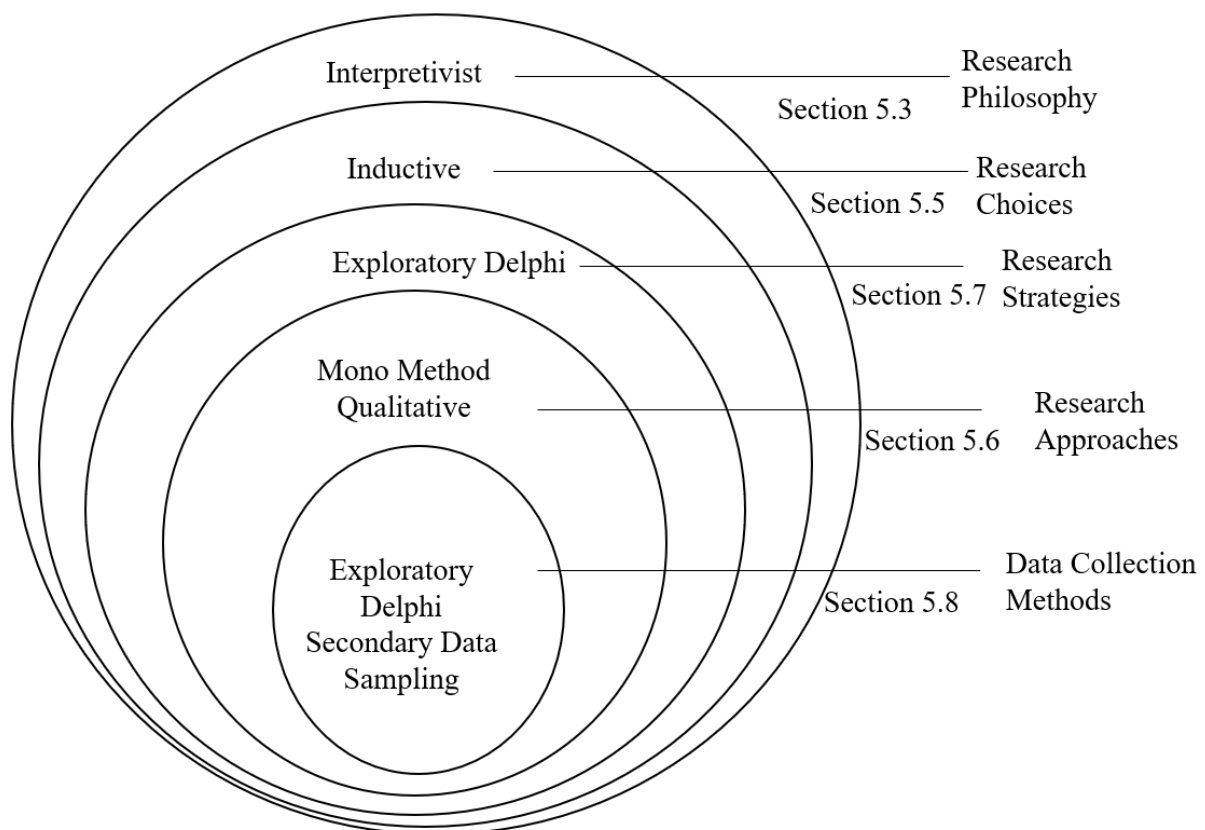 Interpretivist
Research
Philosophy
Section 5.3
Inductive
Research
Choices
Section 5.5
Exploratory Delphi
Research
Strategies
Section 5.7
Mono Method
Qualitative
Research
Approaches
Section 5.6
Exploratory
Delphi
Secondary Data
Sampling
Data Collection
Methods
Section 5.8